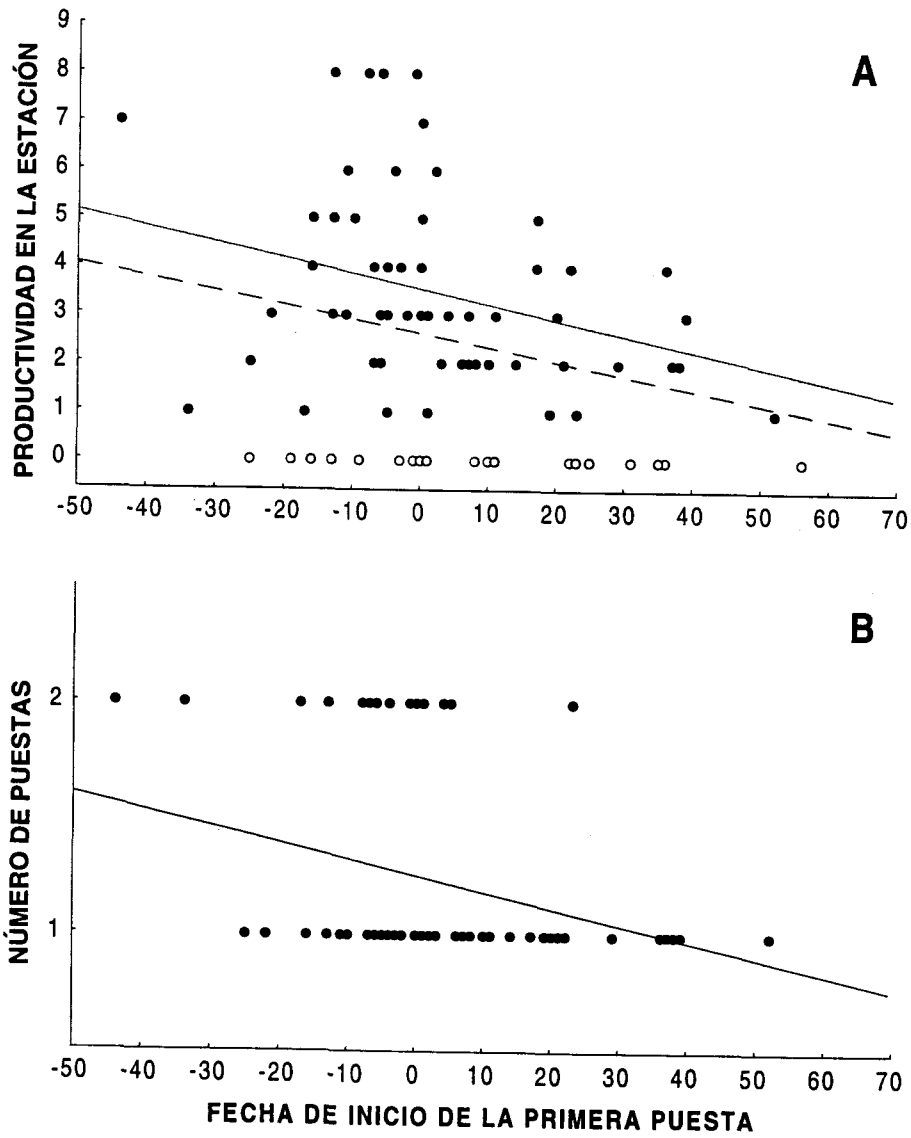 A
PRODUCTIVIDAD EN LA ESTACIÓN
9
8
7
6
5
4
3
2
1
0
-50 -40 -30 -20 -10 0 10 20 30 40 50 60 70
B
NÚMERO DE PUESTAS
2
1
-50 -40 -30 -20 -10 0 10 20 30 40 50 60 70
FECHA DE INICIO DE LA PRIMERA PUESTA